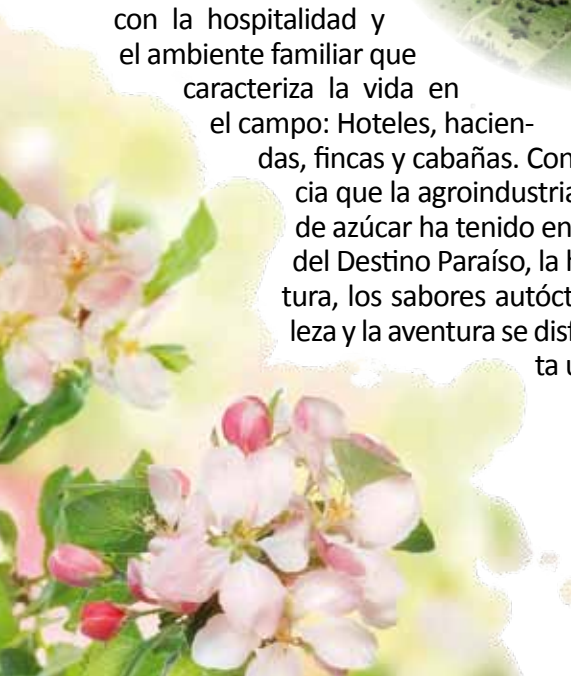 con la hospitalidad y
el ambiente familiar que
caracteriza la vida en
el campo: Hoteles, hacien-
das, fincas y cabañas. Con
cia que la agroindustria
de azúcar ha tenido en
del Destino Paraíso, la
tura, los sabores autóct
leza y la aventura se
ta